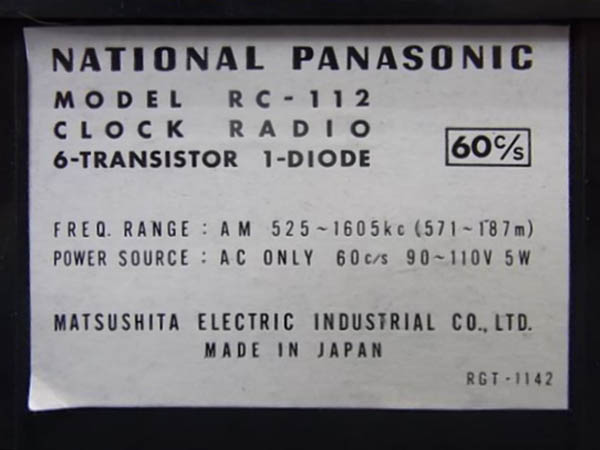 NATIONAL PANASONIC
MODEL RC-112
CLOCK RADIO
6-TRANSISTOR 1-DIODE
60c/s
FREQ. RANGE : AM 525~1605kc (571~187m)
POWER SOURCE : AC ONLY 60c/s 90~110V 5W
MATSUSHITA ELECTRIC INDUSTRIAL CO., LTD.
MADE IN JAPAN
RGT-1142